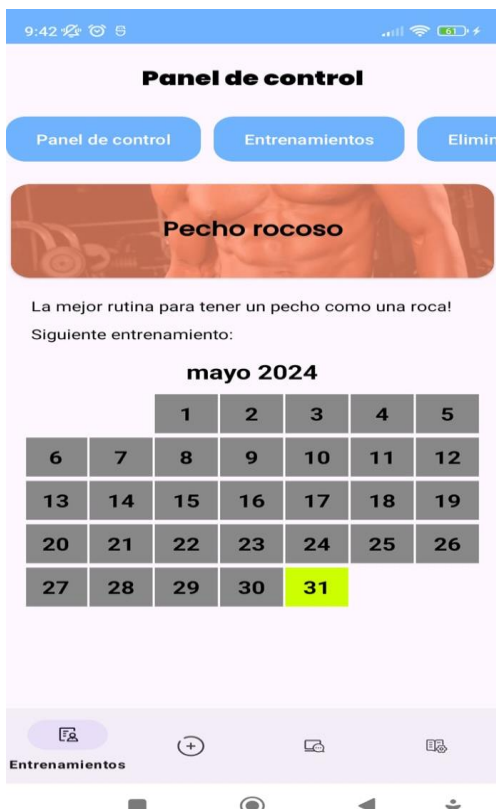 9:42
61
Panel de control
Panel de control Entrenamientos Elimin
Pecho rocoso
La mejor rutina para tener un pecho como una roca!
Siguiente entrenamiento:
mayo 2024
1 2 3 4 5
6 7 8 9 10 11 12
13 14 15 16 17 18 19
20 21 22 23 24 25 26
27 28 29 30 31
Entrenamientos